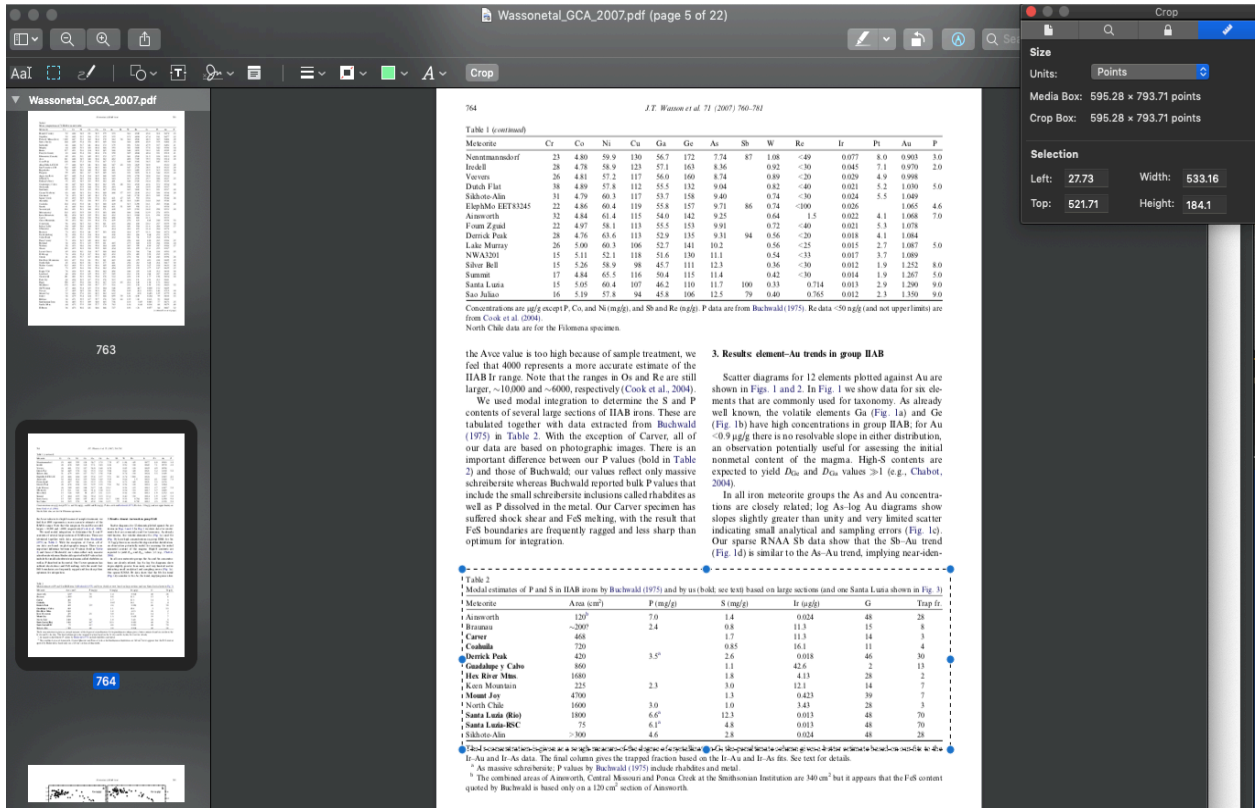 Wassonetal_GCA_2007.pdf (page 5 of 22)
Crop
Wassonetal_GCA_2007.pdf
763
764
Crop
Size
Units: Points
Media Box: 595.28 × 793.71 points
Crop Box: 595.28 × 793.71 points
Selection
Left: 27.73 Width: 533.16
Top: 521.71 Height: 184.1
764 J.T. Wasson et al. 71 (2007) 760–781
Table 1 (continued)
Meteorite Cr Co Ni Cu Ga Ge As Sb W Re Ir Pt Au P
Nenntmannsdorf 23 4.80 59.9 130 56.7 172 7.74 87 1.08 <49 0.077 8.0 0.903 3.0
Iredell 28 4.78 58.9 123 57.1 163 8.36 0.92 <30 0.045 7.1 0.970 2.0
Veevers 26 4.81 57.2 117 56.0 160 8.74 0.89 <20 0.029 4.9 0.998
Dutch Flat 38 4.89 57.8 112 55.5 132 9.04 0.82 <40 0.021 5.2 1.030 5.0
Sikhote-Alin 31 4.79 60.3 117 53.7 158 9.40 0.74 <30 0.024 5.5 1.049
ElephMo EET83245 22 4.86 60.4 119 55.8 157 9.71 86 0.74 <100 0.026 1.065 4.6
Ainsworth 32 4.84 61.4 115 54.0 142 9.25 0.64 1.5 0.022 4.1 1.068 7.0
Foum Zguid 22 4.97 58.1 113 55.5 153 9.91 0.72 <40 0.021 5.3 1.078
Derrick Peak 28 4.76 63.6 113 52.9 135 9.31 94 0.56 <20 0.018 4.1 1.084
Lake Murray 26 5.00 60.3 106 52.7 141 10.2 0.56 <25 0.015 2.7 1.087 5.0
NWA3201 15 5.11 52.1 118 51.6 130 11.1 0.54 <33 0.017 3.7 1.089
Silver Bell 15 5.26 58.9 98 45.7 111 12.3 0.36 <30 0.012 1.9 1.252 8.0
Summit 17 4.84 65.5 116 50.4 115 11.4 0.42 <30 0.014 1.9 1.267 5.0
Santa Luzia 15 5.05 60.4 107 46.2 110 11.7 100 0.33 0.714 0.013 2.9 1.290 9.0
Sao Juliao 16 5.19 57.8 94 45.8 106 12.5 79 0.40 0.765 0.012 2.3 1.350 9.0
Concentrations are μg/g except P, Co, and Ni (mg/g), and Sb and Re (ng/g). P data are from Buchwald (1975). Re data <50 ng/g (and not upper limits) are
from Cook et al. (2004).
North Chile data are for the Filomena specimen.
the Avce value is too high because of sample treatment, we
feel that 4000 represents a more accurate estimate of the
IIAB Ir range. Note that the ranges in Os and Re are still
larger, ~10,000 and ~6000, respectively (Cook et al., 2004).
We used modal integration to determine the S and P
contents of several large sections of IIAB irons. These are
tabulated together with data extracted from Buchwald
(1975) in Table 2. With the exception of Carver, all of
our data are based on photographic images. There is an
important difference between our P values (bold in Table
2) and those of Buchwald; our values reflect only massive
schreibersite whereas Buchwald reported bulk P values that
include the small schreibersite inclusions called rhabdites as
well as P dissolved in the metal. Our Carver specimen has
suffered shock shear and FeS melting, with the result that
FeS boundaries are frequently ragged and less sharp than
optimum for integration.
3. Results: element–Au trends in group IIAB
Scatter diagrams for 12 elements plotted against Au are
shown in Figs. 1 and 2. In Fig. 1 we show data for six ele-
ments that are commonly used for taxonomy. As already
well known, the volatile elements Ga (Fig. 1a) and Ge
(Fig. 1b) have high concentrations in group IIAB; for Au
<0.9 μg/g there is no resolvable slope in either distribution,
an observation potentially useful for assessing the initial
nonmetal content of the magma. High-S contents are
expected to yield DGa and DGe values ≫1 (e.g., Chabot,
2004).
In all iron meteorite groups the As and Au concentra-
tions are closely related; log As–log Au diagrams show
slopes slightly greater than unity and very limited scatter
indicating small analytical and sampling errors (Fig. 1c).
Our sparse RNAA Sb data show that the Sb–Au trend
(Fig. 1d) is similar to the As–Au trend, implying near-iden-
Table 2
Modal estimates of P and S in IIAB irons by Buchwald (1975) and by us (bold; see text) based on large sections (and one Santa Luzia shown in Fig. 3)
Meteorite Area (cm2) P (mg/g) S (mg/g) Ir (μg/g) G Trap fr.
Ainsworth 120b 7.0 1.4 0.024 48 28
Braunau ~200a 2.4 0.8 11.3 15 8
Carver 468 1.7 11.3 14 3
Coahuila 720 0.85 16.1 11 4
Derrick Peak 420 3.5a 2.6 0.018 46 30
Guadalupe y Calvo 860 1.1 42.6 2 13
Hex River Mtns. 1680 1.8 4.13 28 2
Keen Mountain 225 2.3 3.0 12.1 14 7
Mount Joy 4700 1.3 0.423 39 7
North Chile 1600 3.0 1.0 3.43 28 3
Santa Luzia (Rio) 1800 6.6a 12.3 0.013 48 70
Santa Luzia-RSC 75 6.1a 4.8 0.013 48 70
Sikhote-Alin >300 4.6 2.8 0.024 48 28
Ir–Au and Ir–As data. The final column gives the trapped fraction based on the Ir–Au and Ir–As fits. See text for details.
a As massive schreibersite; P values by Buchwald (1975) include rhabdites and metal.
b The combined areas of Ainsworth, Central Missouri and Ponca Creek at the Smithsonian Institution are 340 cm2 but it appears that the FeS content
quoted by Buchwald is based only on a 120 cm2 section of Ainsworth.